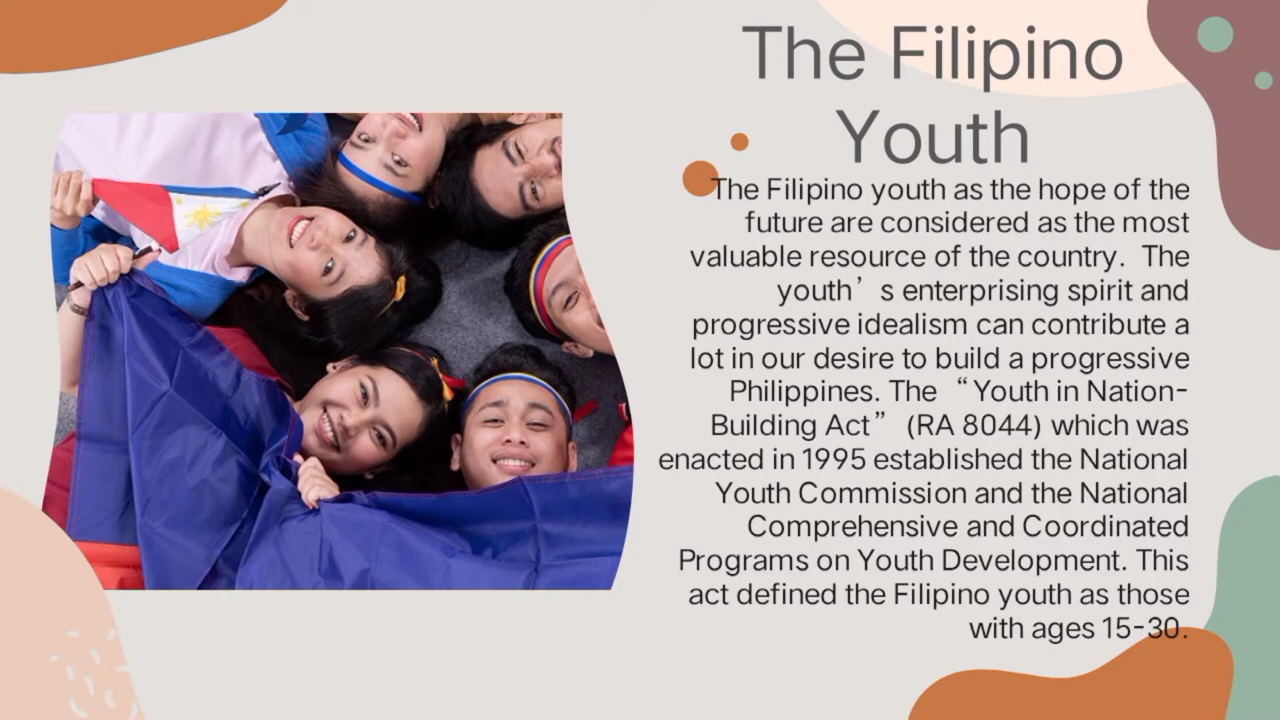 The Filipino
Youth
The Filipino youth as the hope of the
future are considered as the most
valuable resource of the country.  The
youth’s enterprising spirit and
progressive idealism can contribute a
lot in our desire to build a progressive
Philippines. The “Youth in Nation-
Building Act” (RA 8044) which was
enacted in 1995 established the National
Youth Commission and the National
Comprehensive and Coordinated
Programs on Youth Development. This
act defined the Filipino youth as those
with ages 15-30.